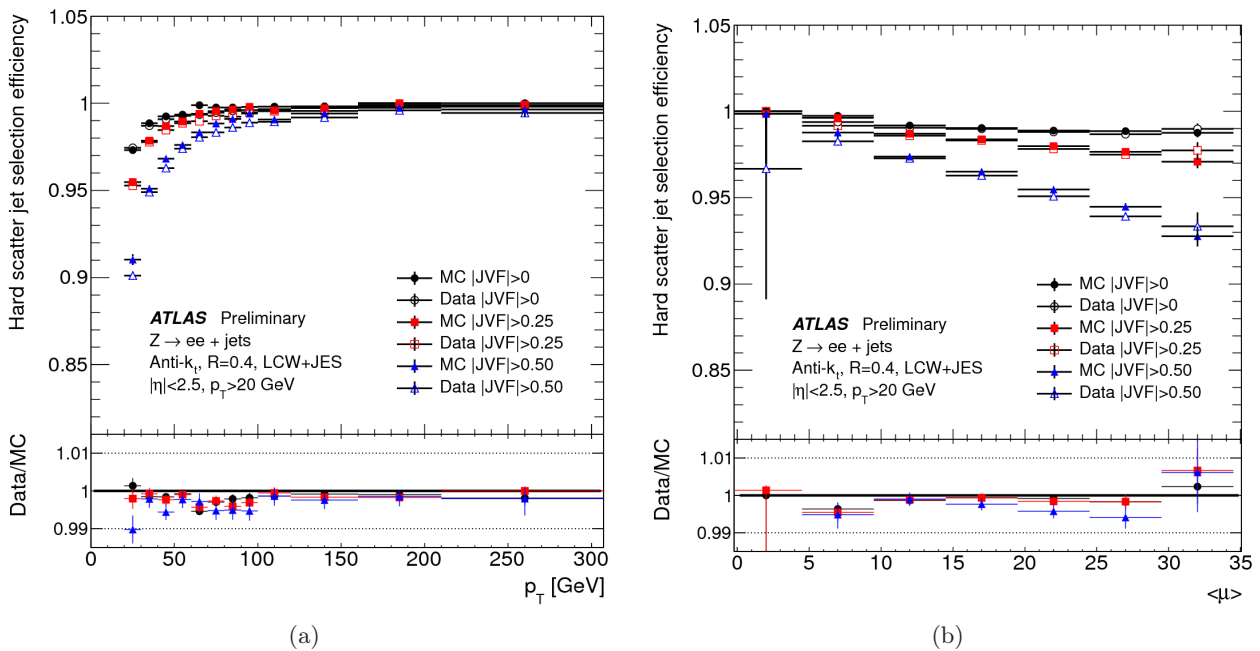 Hard scatter jet selection efficiency
1.05
1
0.95
0.9
0.85
MC |JVF|>0
Data |JVF|>0
MC |JVF|>0.25
Data |JVF|>0.25
MC |JVF|>0.50
Data |JVF|>0.50
ATLAS Preliminary
Z → ee + jets
Anti-kt, R=0.4, LCW+JES
|η|<2.5, pT>20 GeV
Data/MC
1.01
1
0.99
0 50 100 150 200 250 300
pT [GeV]
(a)
Hard scatter jet selection efficiency
1.05
1
0.95
0.9
0.85
MC |JVF|>0
Data |JVF|>0
MC |JVF|>0.25
Data |JVF|>0.25
MC |JVF|>0.50
Data |JVF|>0.50
ATLAS Preliminary
Z → ee + jets
Anti-kt, R=0.4, LCW+JES
|η|<2.5, pT>20 GeV
Data/MC
1.01
1
0.99
0 5 10 15 20 25 30 35
<μ>
(b)